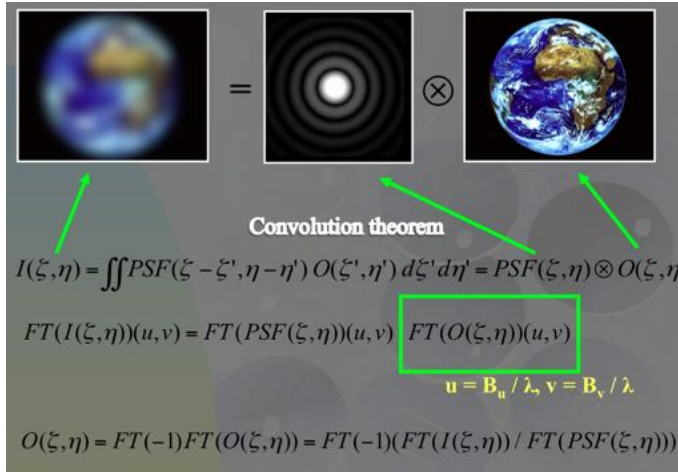 = ⊗
Convolution theorem
I(ζ,η) = ∬PSF(ζ − ζ',η − η') O(ζ',η') dζ'dη' = PSF(ζ,η) ⊗ O(ζ,η
FT(I(ζ,η))(u,v) = FT(PSF(ζ,η))(u,v) FT(O(ζ,η))(u,v)
u = B_u / λ, v = B_v / λ
O(ζ,η) = FT(-1)FT(O(ζ,η)) = FT(-1)(FT(I(ζ,η)) / FT(PSF(ζ,η)))